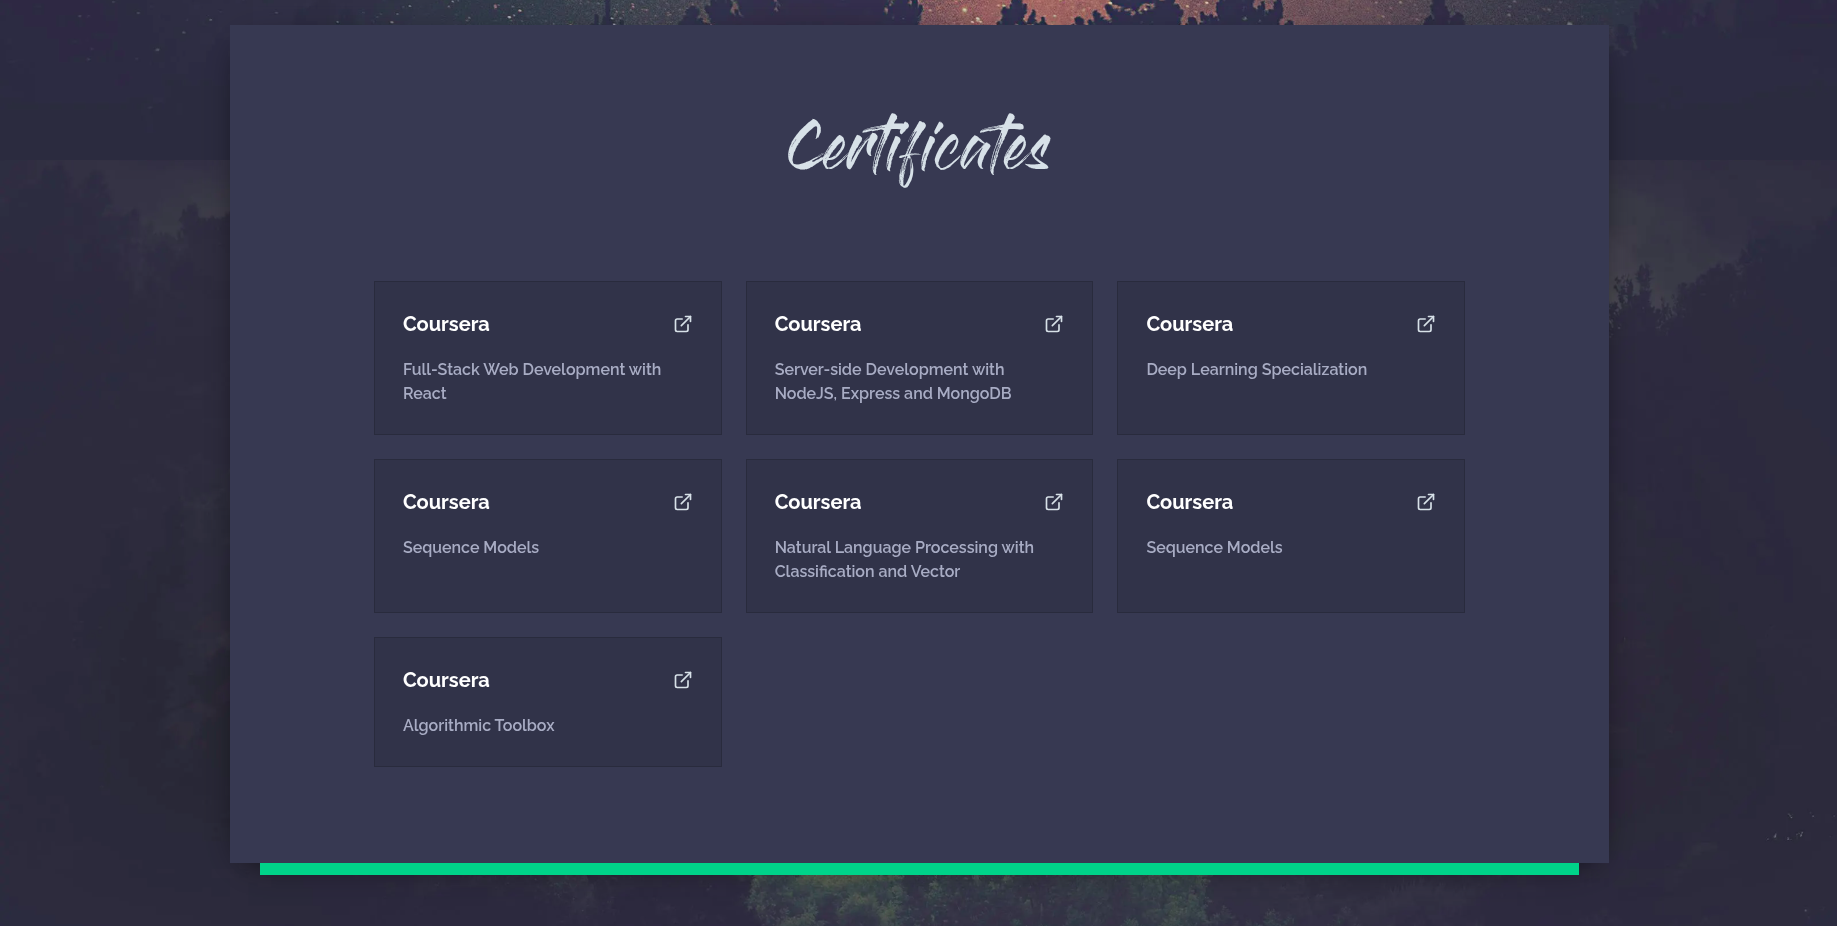 Certificates
Coursera
Full-Stack Web Development with
React
Coursera
Server-side Development with
NodeJS, Express and MongoDB
Coursera
Deep Learning Specialization
Coursera
Sequence Models
Coursera
Natural Language Processing with
Classification and Vector
Coursera
Sequence Models
Coursera
Algorithmic Toolbox